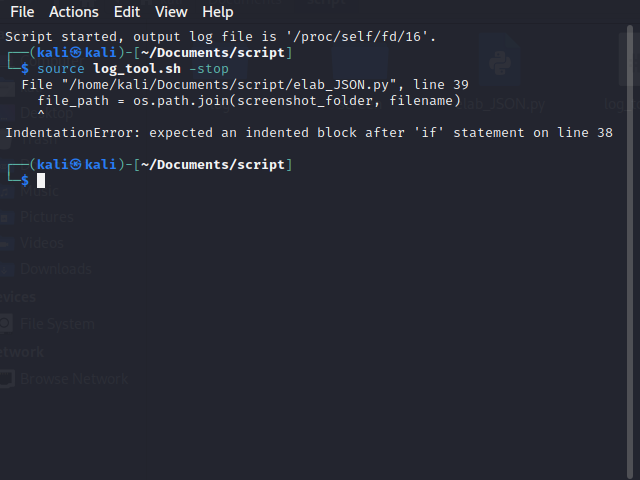 File Actions Edit View Help
Script started, output log file is '/proc/self/fd/16'.
┌──(kali㉿kali)-[~/Documents/script]
└─$ source log_tool.sh -stop
  File "/home/kali/Documents/script/elab_JSON.py", line 39
    file_path = os.path.join(screenshot_folder, filename)
    ^
IndentationError: expected an indented block after 'if' statement on line 38
┌──(kali㉿kali)-[~/Documents/script]
└─$
elab_JSON.py
Desktop
Pictures
Videos
Downloads
File System
Browse Network